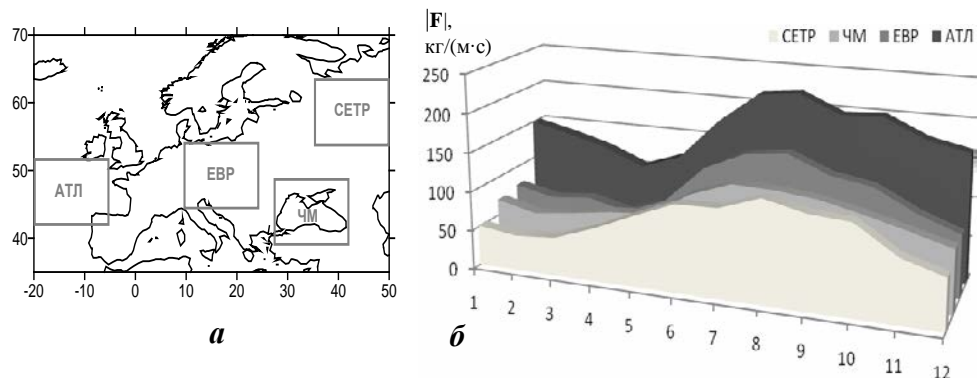 70
60
50
40
-20 -10 0 10 20 30 40 50
СЕТР
ЕВР
АТЛ
ЧМ
а
|F|,
кг/(м·с)
СЕТР ЧМ ЕВР АТЛ
250
200
150
100
50
0
1 2 3 4 5 6 7 8 9 10 11 12
б